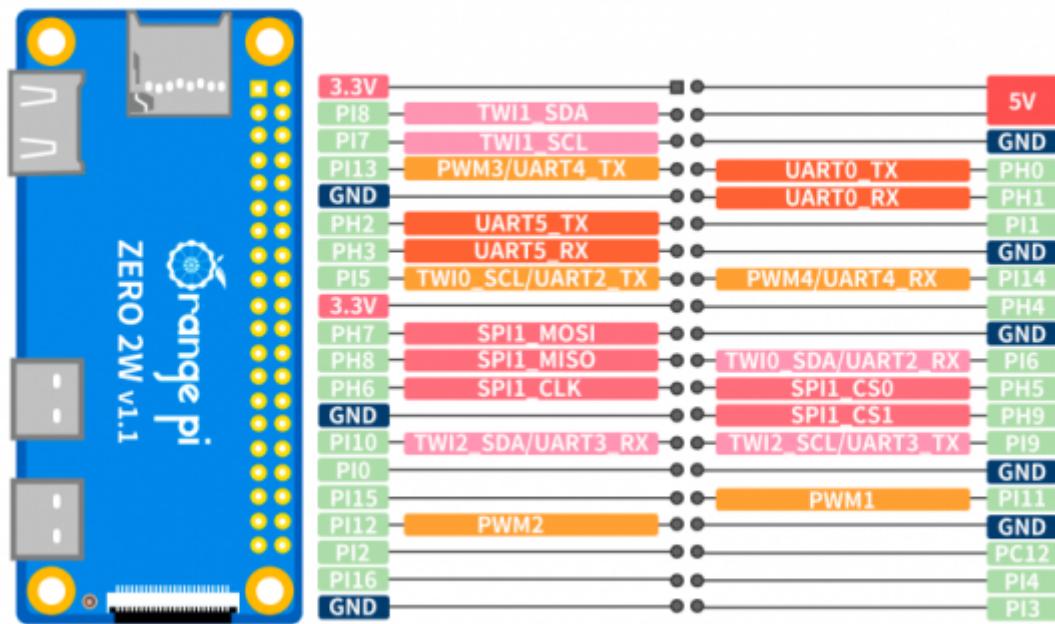 3.3V 5V
PI8 TWI1_SDA
PI7 TWI1_SCL GND
PI13 PWM3/UART4_TX UART0_TX PH0
GND UART0_RX PH1
PH2 UART5_TX PI1
PH3 UART5_RX GND
PI5 TWI0_SCL/UART2_TX PWM4/UART4_RX PI14
3.3V PH4
PH7 SPI1_MOSI GND
PH8 SPI1_MISO TWI0_SDA/UART2_RX PI6
PH6 SPI1_CLK SPI1_CS0 PH5
GND SPI1_CS1 PH9
PI10 TWI2_SDA/UART3_RX TWI2_SCL/UART3_TX PI9
PI0 GND
PI15 PWM1 PI11
PI12 PWM2 GND
PI2 PC12
PI16 PI4
GND PI3
range pi
ZERO 2W v1.1